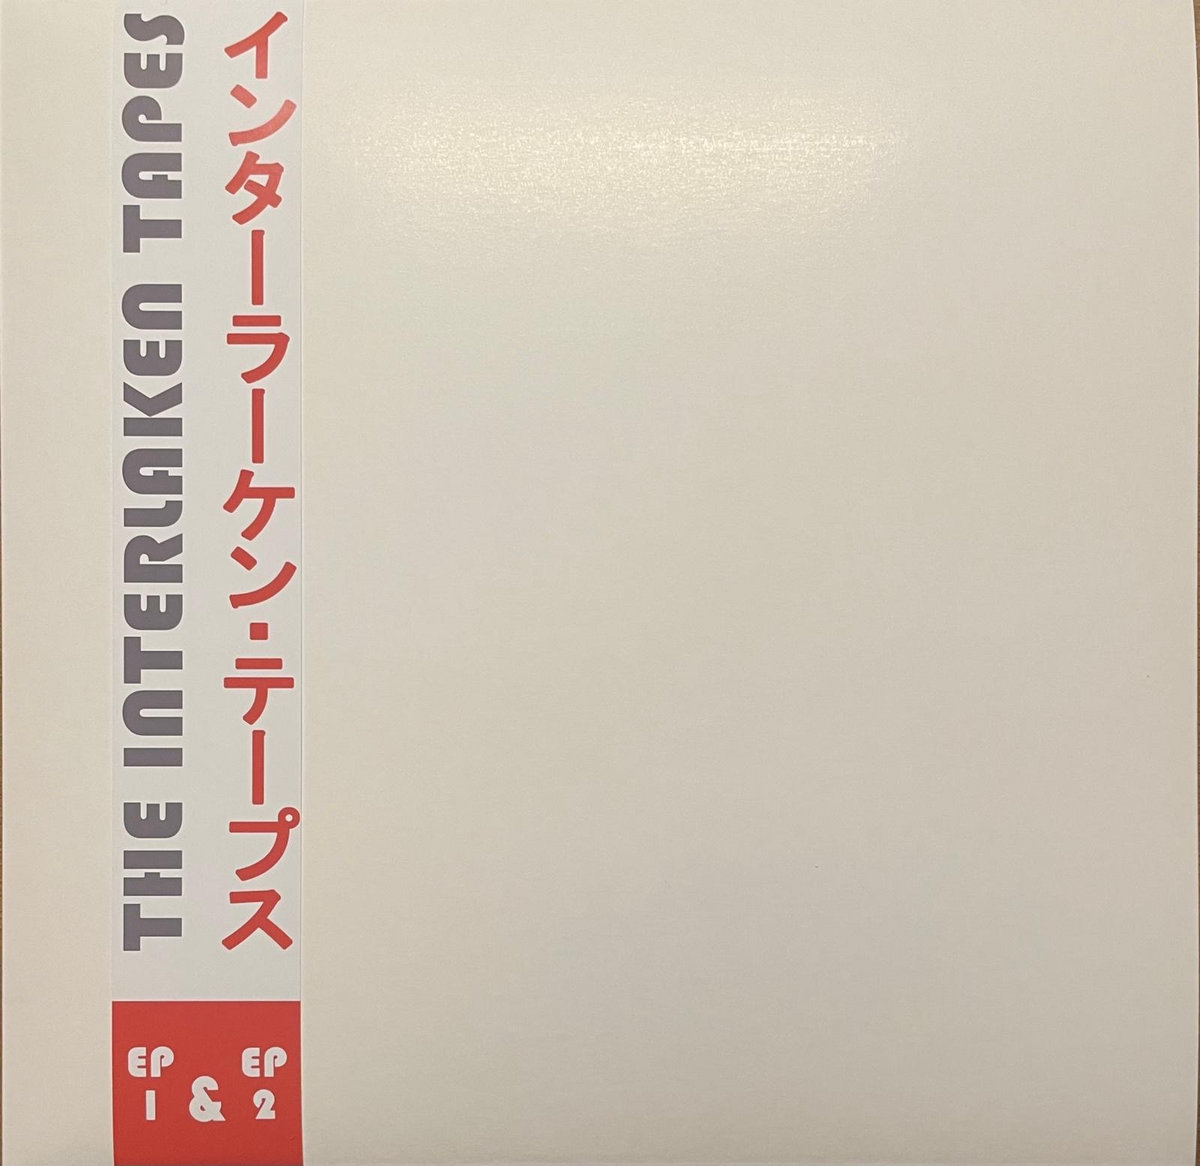 THE INTERLAKEN TAPES
インターラーケン・テープス
EP 1 & EP 2